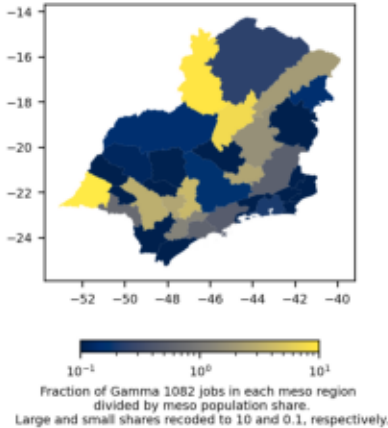 −14
−16
−18
−20
−22
−24
−52 −50 −48 −46 −44 −42 −40
10⁻¹ 10⁰ 10¹
Fraction of Gamma 1082 jobs in each meso region
divided by meso population share.
Large and small shares recoded to 10 and 0.1, respectively.